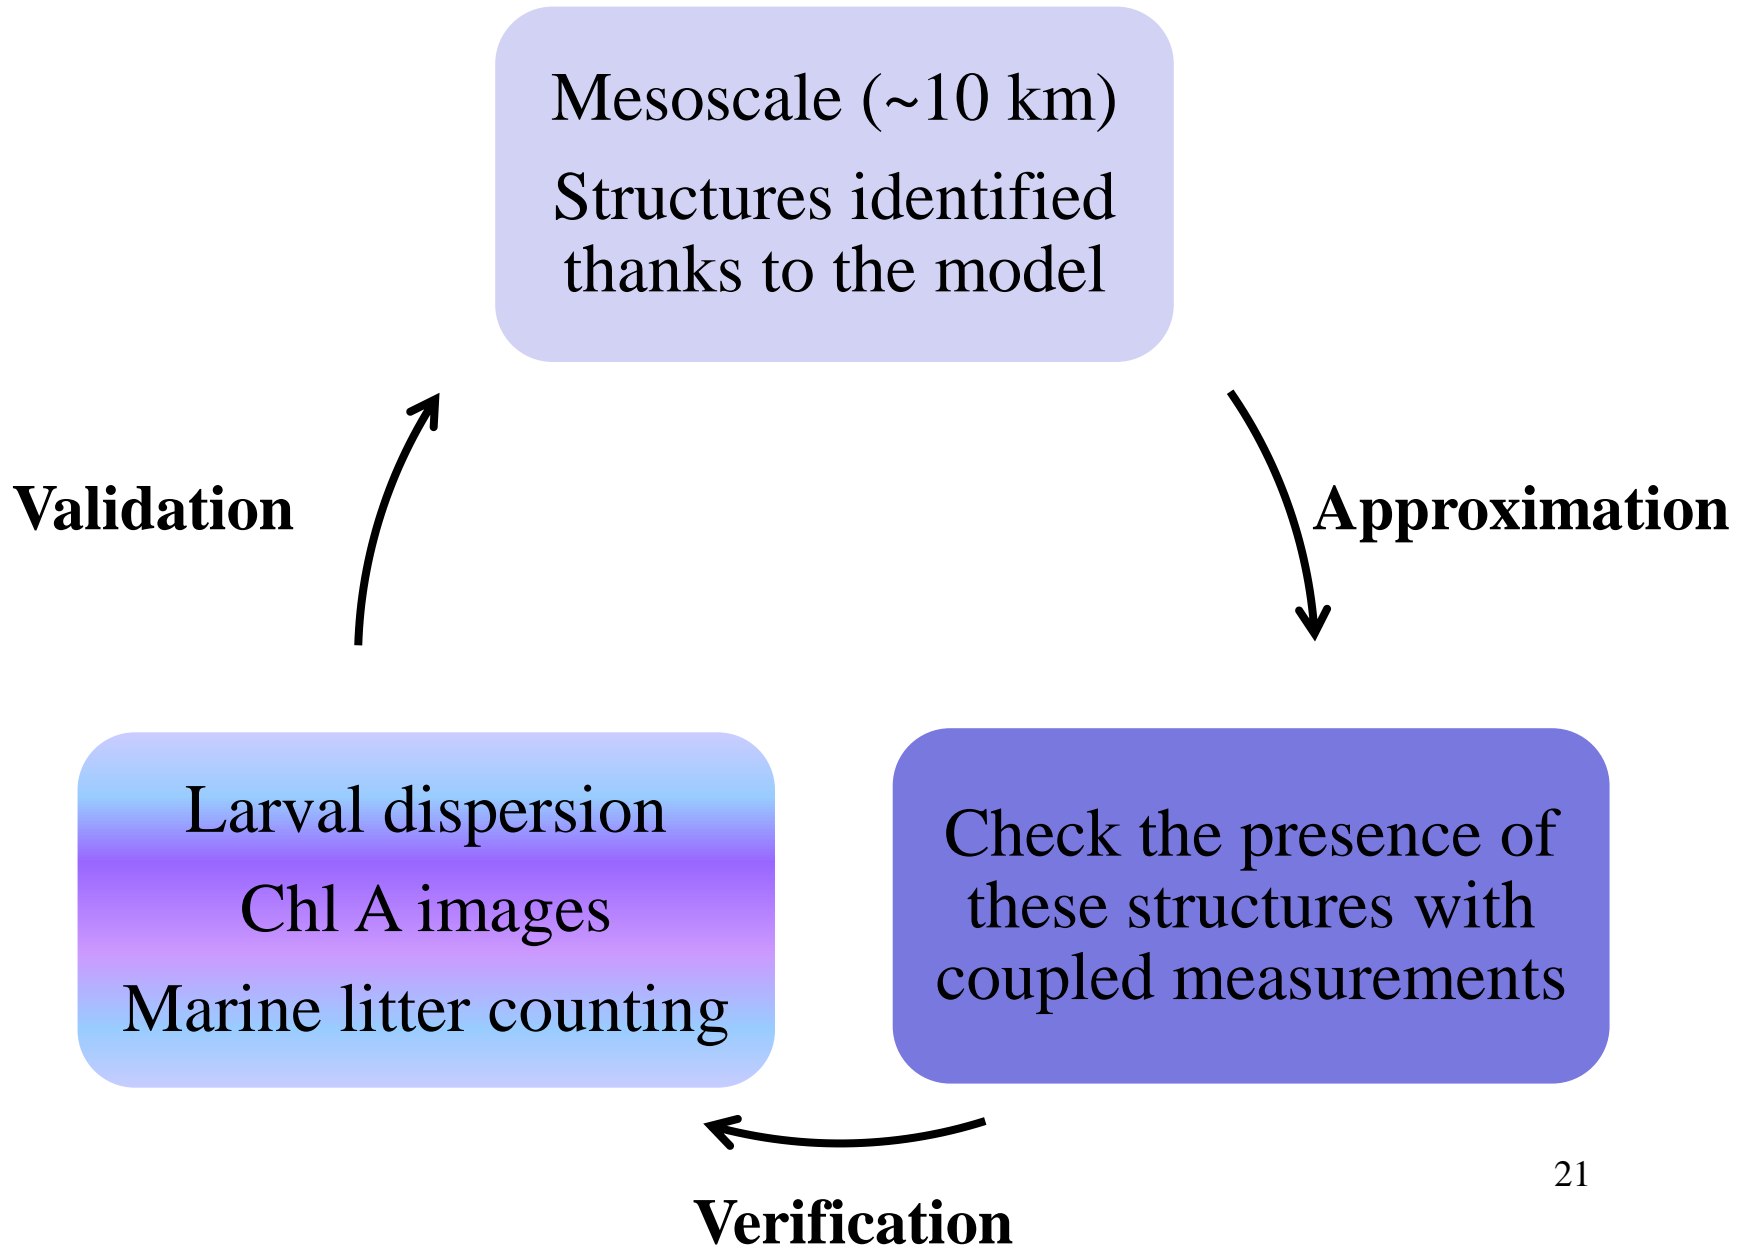 Mesoscale (~10 km)
Structures identified
thanks to the model
Validation
Approximation
Larval dispersion
Chl A images
Marine litter counting
Check the presence of
these structures with
coupled measurements
Verification
21